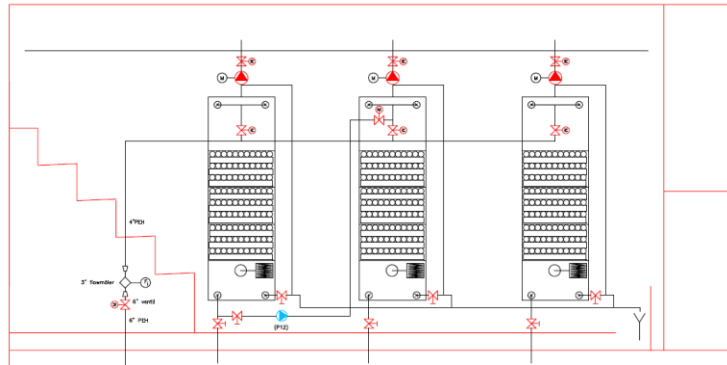 M
M
M
4"PEH
3" flowmåler
6" ventil
6" PEH
(P12)